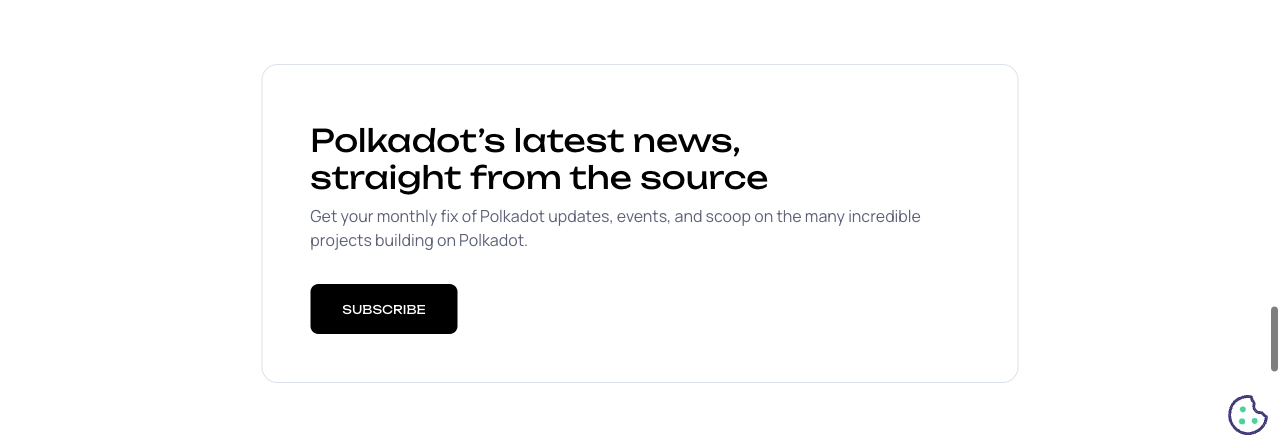 Polkadot’s latest news,
straight from the source
Get your monthly fix of Polkadot updates, events, and scoop on the many incredible
projects building on Polkadot.
SUBSCRIBE